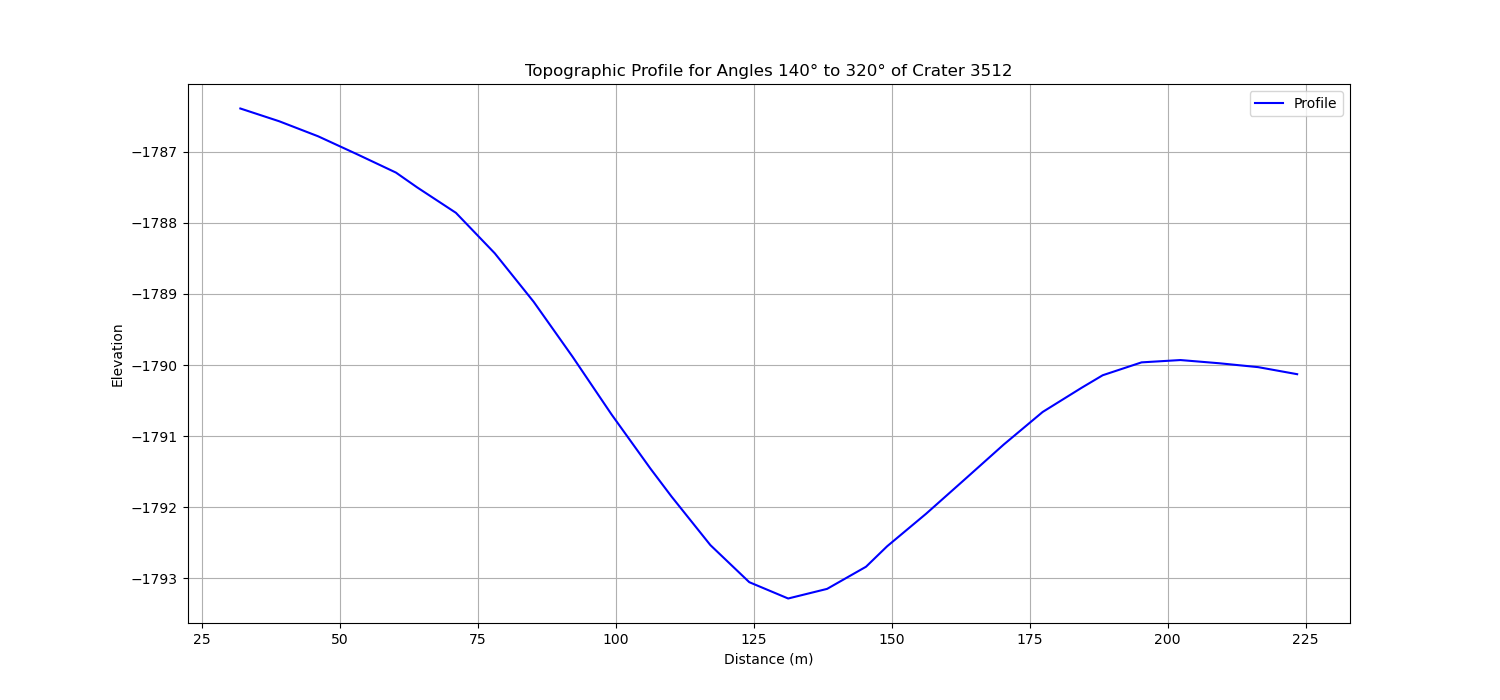 Topographic Profile for Angles 140° to 320° of Crater 3512
Profile
−1787
−1788
−1789
−1790
−1791
−1792
−1793
Elevation
25 50 75 100 125 150 175 200 225
Distance (m)